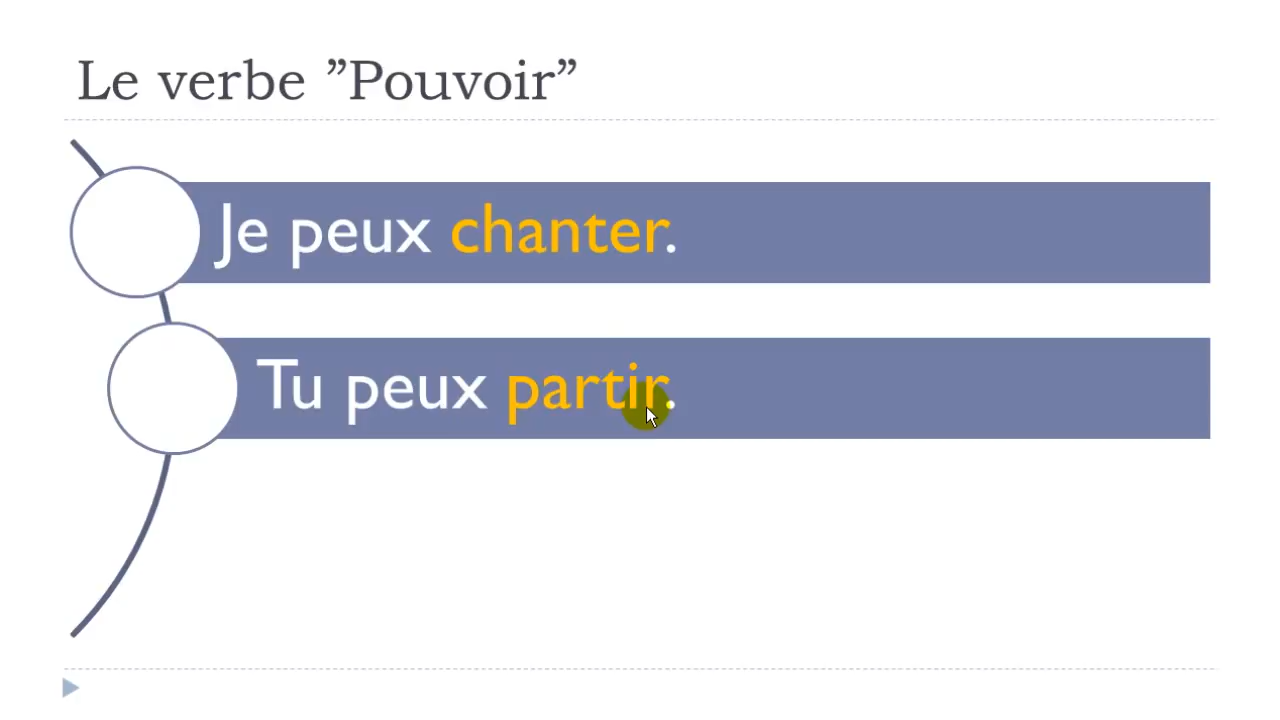 Le verbe ”Pouvoir”
Je peux chanter.
Tu peux partir.